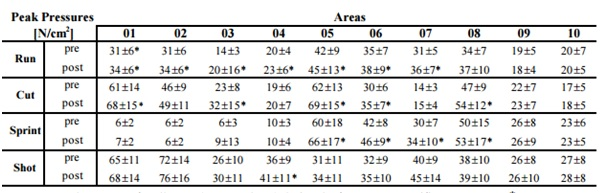 Peak Pressures Areas
[N/cm²] 01 02 03 04 05 06 07 08 09 10
Run pre 31±6* 31±6 14±3 20±4 42±9 35±7 31±5 34±7 19±5 20±7
post 34±6* 34±6* 20±16* 23±6* 45±13* 38±9* 36±7* 37±10 18±4 20±5
Cut pre 61±14 46±9 23±8 19±6 62±13 30±6 14±3 47±9 22±7 17±5
post 68±15* 49±11 32±15* 20±7 69±15* 35±7* 15±4 54±12* 23±7 18±5
Sprint pre 6±2 6±2 6±3 10±3 60±18 42±8 30±7 50±15 26±8 23±6
post 7±2 6±2 9±13 10±4 66±17* 46±9* 34±10* 53±17* 26±9 23±5
Shot pre 65±11 72±14 26±10 36±9 31±11 32±9 40±9 38±10 26±8 27±8
post 68±14 76±16 30±11 41±11* 34±11 35±10 45±14 39±10 26±10 28±8